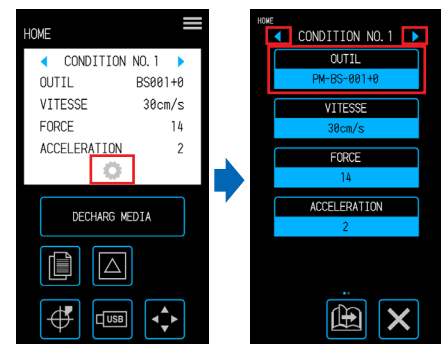 HOME
CONDITION NO. 1
OUTIL BS001+0
VITESSE 30cm/s
FORCE 14
ACCELERATION 2
DECHARG MEDIA
USB
HOME
CONDITION NO. 1
OUTIL
PM-BS-001+0
VITESSE
30cm/s
FORCE
14
ACCELERATION
2